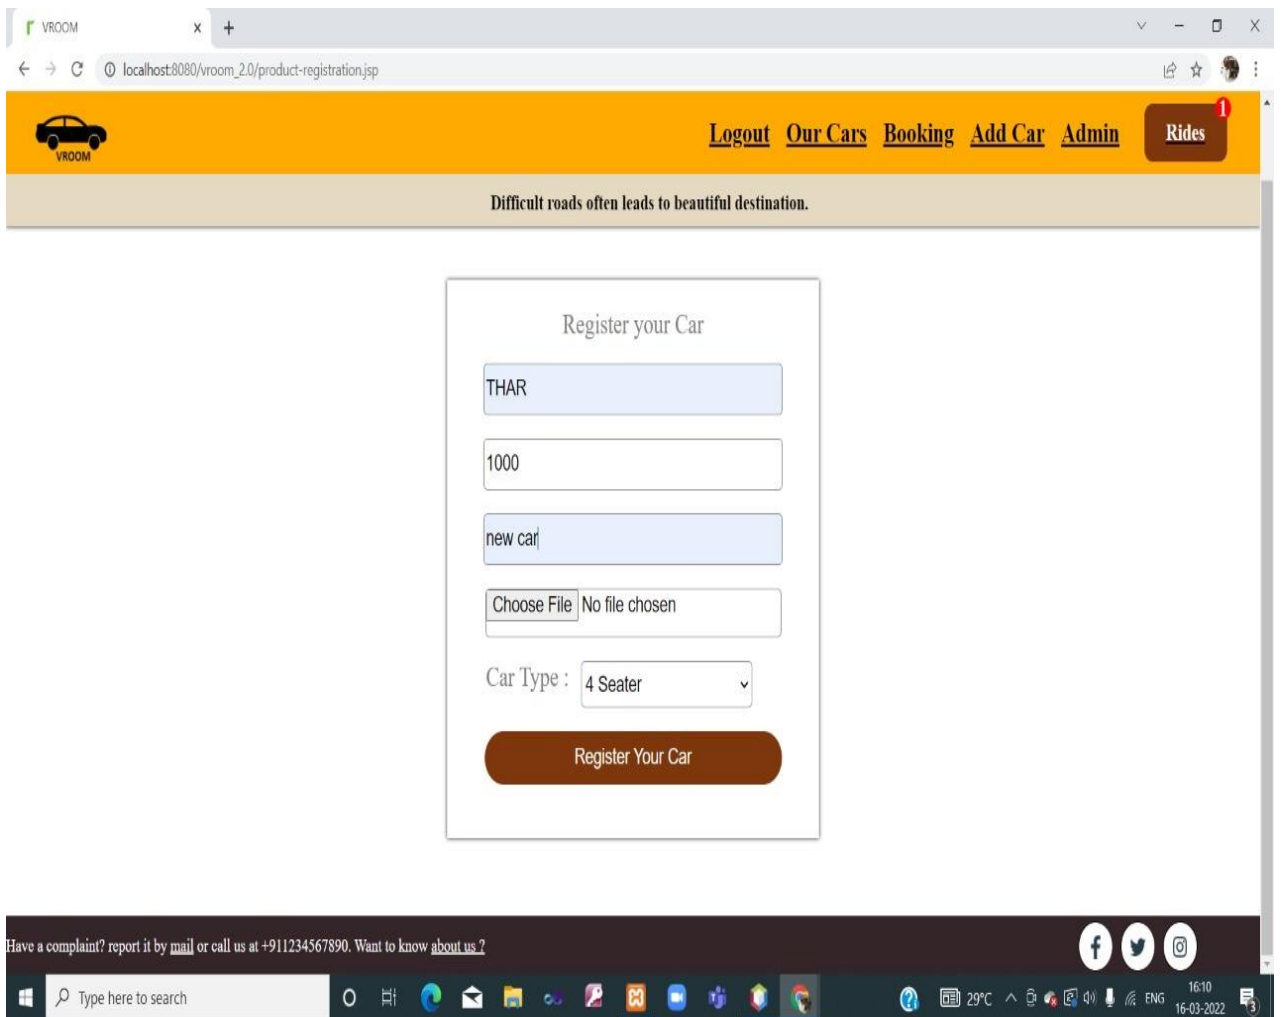 VROOM
localhost:8080/vroom_2.0/product-registration.jsp
VROOM
Logout Our Cars Booking Add Car Admin Rides 1
Difficult roads often leads to beautiful destination.
Register your Car
THAR
1000
new car
Choose File No file chosen
Car Type : 4 Seater
Register Your Car
Have a complaint? report it by mail or call us at +911234567890. Want to know about us ?
Type here to search
29°C ENG 16:10
16-03-2022 3